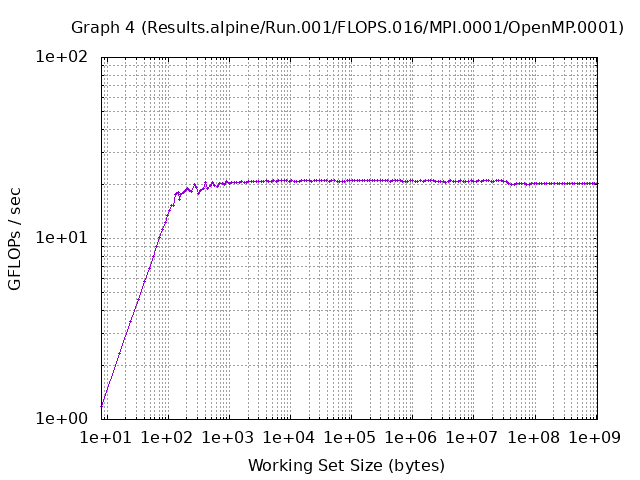 Graph 4 (Results.alpine/Run.001/FLOPS.016/MPI.0001/OpenMP.0001)
1e+02
1e+01
1e+00
GFLOPs / sec
1e+01 1e+02 1e+03 1e+04 1e+05 1e+06 1e+07 1e+08 1e+09
Working Set Size (bytes)